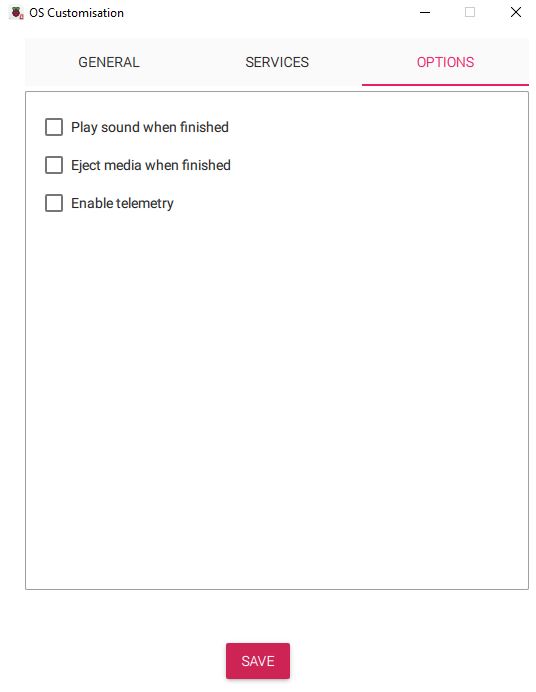 OS Customisation
GENERAL SERVICES OPTIONS
Play sound when finished
Eject media when finished
Enable telemetry
SAVE